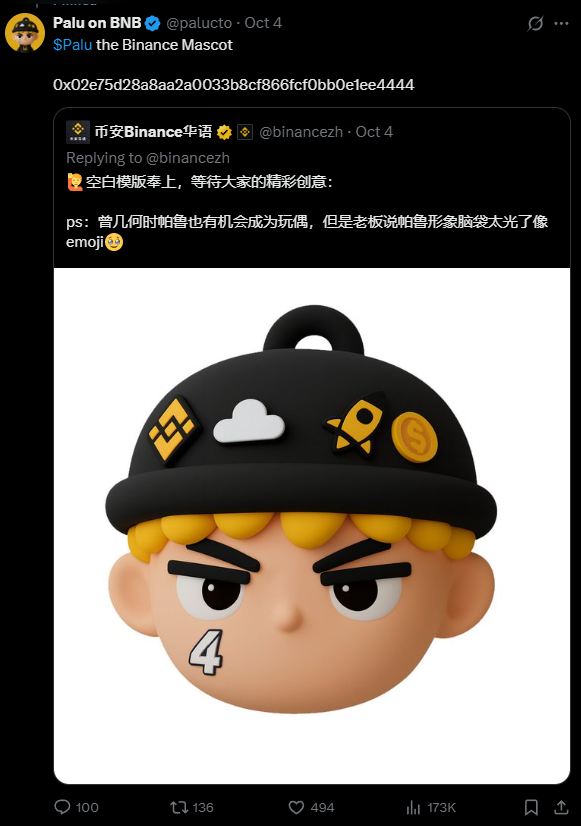 Palu on BNB @palucto · Oct 4
$Palu the Binance Mascot
0x02e75d28a8aa2a0033b8cf866fcf0bb0e1ee4444
币安Binance华语 @binancezh · Oct 4
Replying to @binancezh
🙋空白模版奉上，等待大家的精彩创意：
ps：曾几何时帕鲁也有机会成为玩偶，但是老板说帕鲁形象脑袋太光了像
emoji🥹
$
4
100 136 494 173K